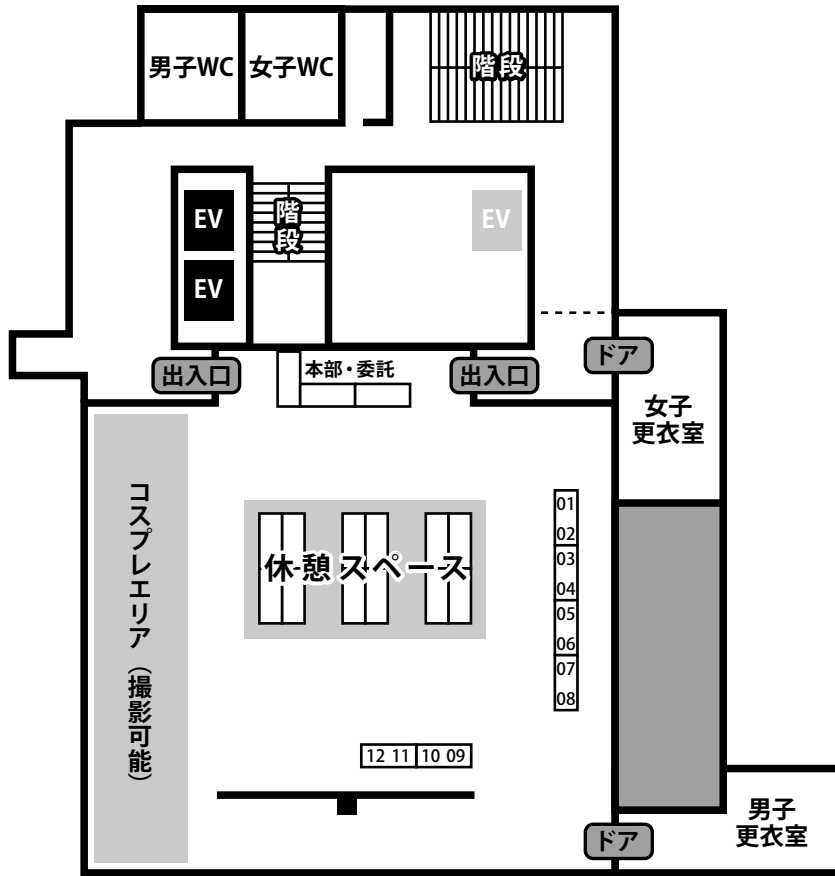 男子WC
女子WC
階段
EV
階
段
EV
EV
出入口
本部・委託
出入口
ドア
女子
更衣室
コスプレエリア（撮影可能）
休憩スペース
01
02
03
04
05
06
07
08
12 11 10 09
男子
更衣室
ドア